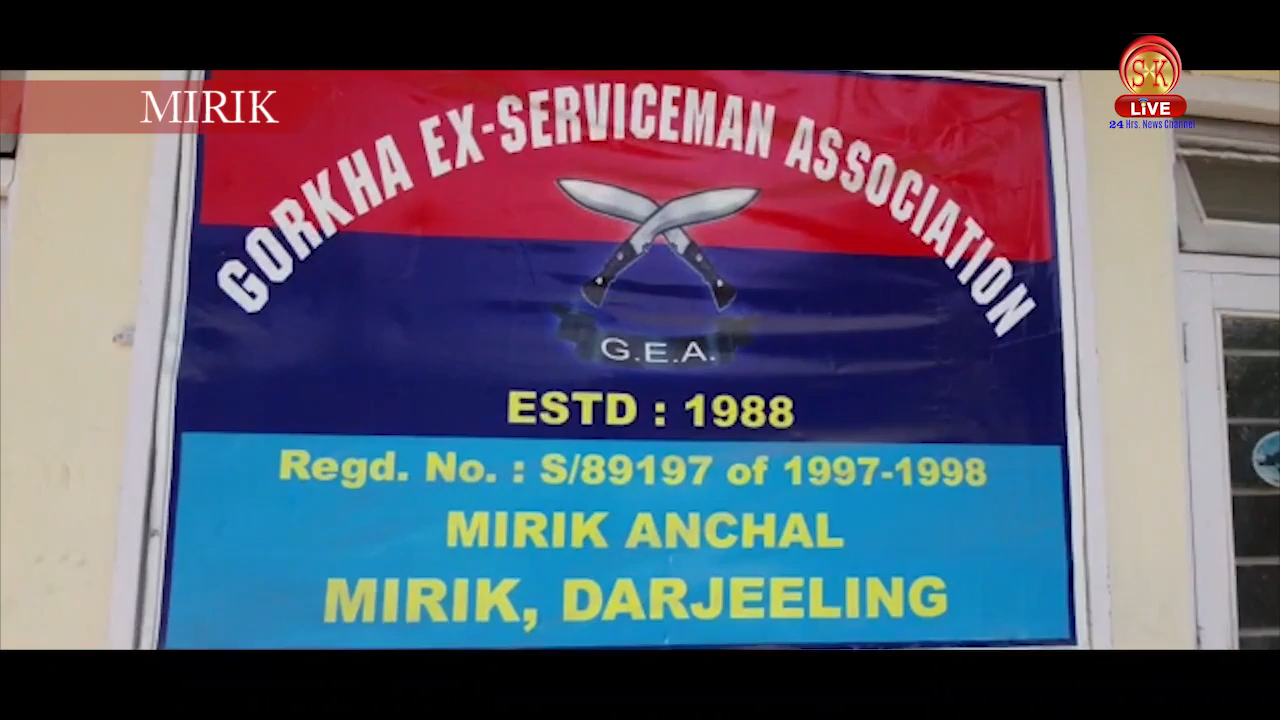 MIRIK
SK
LIVE
24 Hrs. News Channel
GORKHA EX-SERVICEMAN ASSOCIATION
G.E.A.
ESTD : 1988
Regd. No. : S/89197 of 1997-1998
MIRIK ANCHAL
MIRIK, DARJEELING